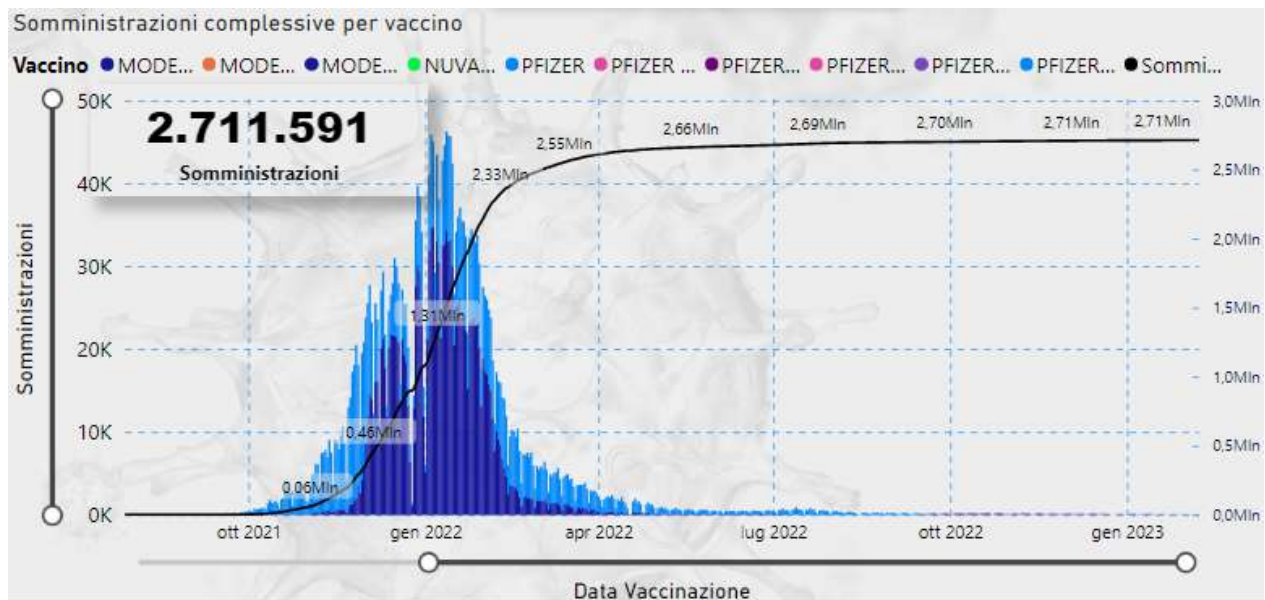 Somministrazioni complessive per vaccino
Vaccino MODE... MODE... MODE... NUVA... PFIZER PFIZER ... PFIZER... PFIZER... PFIZER... PFIZER... Sommi...
50K
3,0Mln
2.711.591
Somministrazioni
2,33Mln
2,55Mln
2,66Mln
2,69Mln
2,70Mln
2,71Mln
2,71Mln
2,5Mln
40K
2,0Mln
30K
1,31Mln
1,5Mln
20K
1,0Mln
0,46Mln
10K
0,5Mln
0,06Mln
0K
0,0Mln
Somministrazioni
ott 2021
gen 2022
apr 2022
lug 2022
ott 2022
gen 2023
Data Vaccinazione